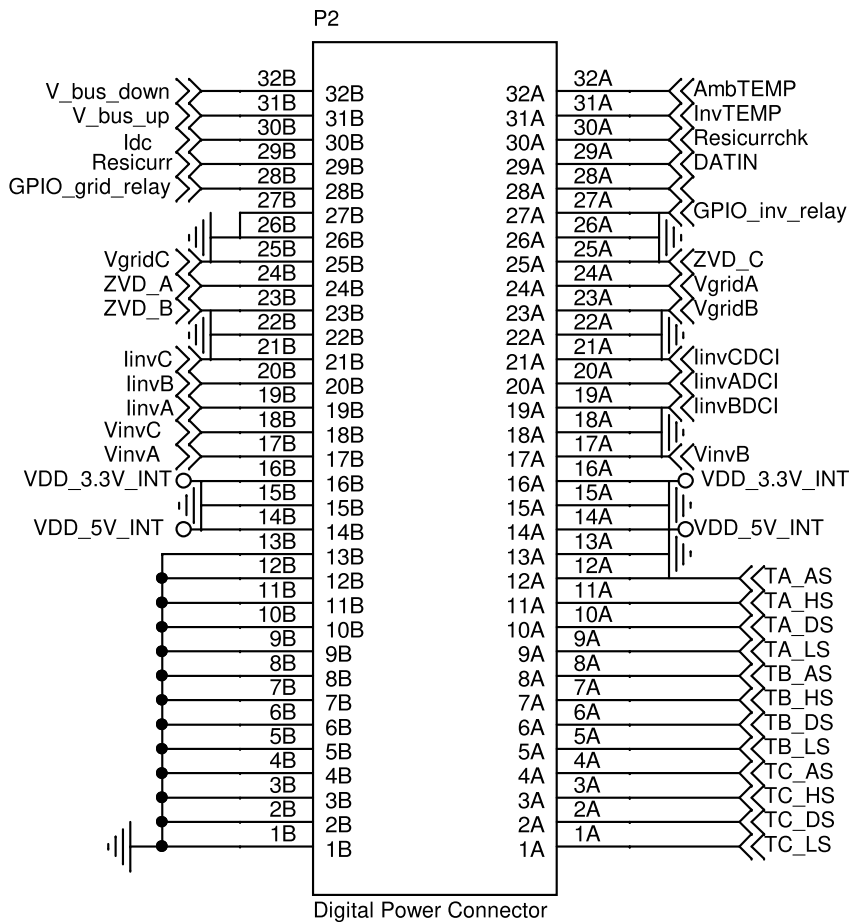 P2
32B 32A
V_bus_down 32B 32A AmbTEMP
31B 31A
V_bus_up 31B 31A InvTEMP
30B 30A
Idc 30B 30A Resicurrchk
29B 29A
Resicurr 29B 29A DATIN
28B 28A
GPIO_grid_relay 28B 28A
27B 27A
27B 27A GPIO_inv_relay
26B 26A
26B 26A
25B 25A
VgridC 25B 25A ZVD_C
24B 24A
ZVD_A 24B 24A VgridA
23B 23A
ZVD_B 23B 23A VgridB
22B 22A
22B 22A
21B 21A
IinvC 21B 21A IinvCDCI
20B 20A
IinvB 20B 20A IinvADCI
19B 19A
IinvA 19B 19A IinvBDCI
18B 18A
VinvC 18B 18A
17B 17A
VinvA 17B 17A VinvB
16B 16A
VDD_3.3V_INT 16B 16A VDD_3.3V_INT
15B 15A
15B 15A
14B 14A
VDD_5V_INT 14B 14A VDD_5V_INT
13B 13A
13B 13A
12B 12A
12B 12A TA_AS
11B 11A
11B 11A TA_HS
10B 10A
10B 10A TA_DS
9B 9A
9B 9A TA_LS
8B 8A
8B 8A TB_AS
7B 7A
7B 7A TB_HS
6B 6A
6B 6A TB_DS
5B 5A
5B 5A TB_LS
4B 4A
4B 4A TC_AS
3B 3A
3B 3A TC_HS
2B 2A
2B 2A TC_DS
1B 1A
1B 1A TC_LS
Digital Power Connector